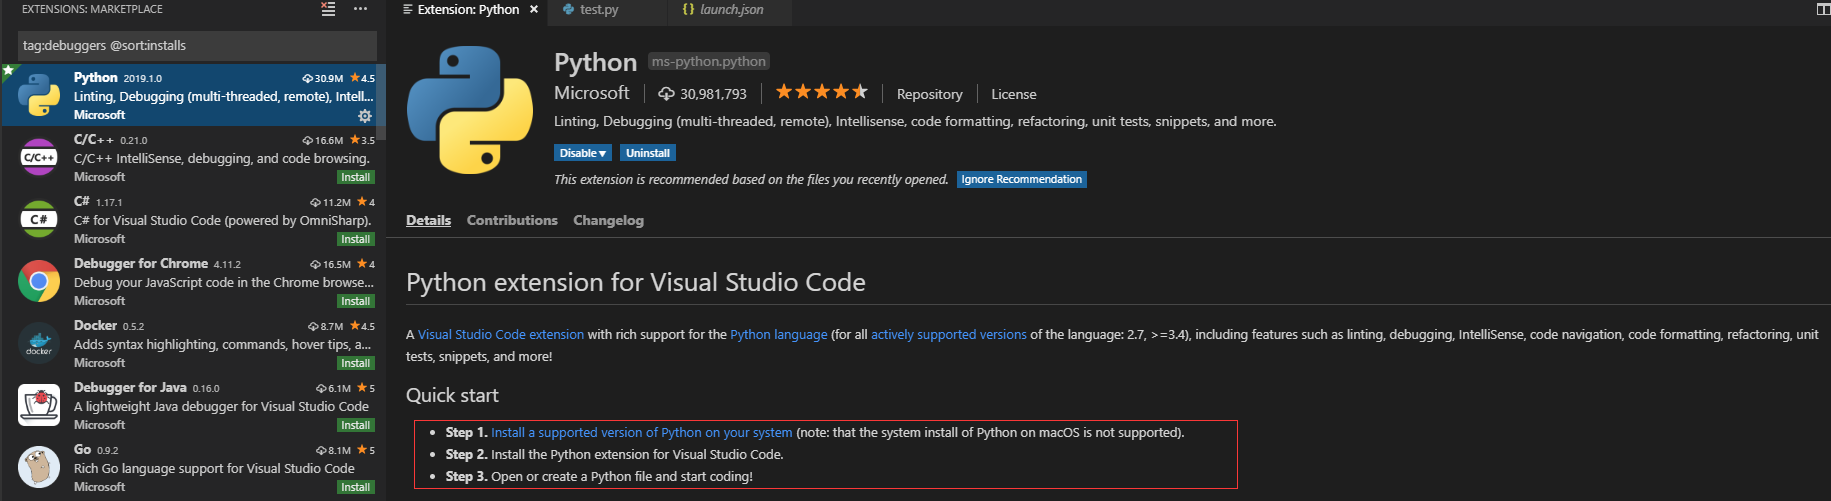 EXTENSIONS: MARKETPLACE
tag:debuggers @sort:installs
Python 2019.1.0 30.9M 4.5
Linting, Debugging (multi-threaded, remote), Intell...
Microsoft
C/C++ 0.21.0 16.6M 3.5
C/C++ IntelliSense, debugging, and code browsing.
Microsoft Install
C# 1.17.1 11.2M 4
C# for Visual Studio Code (powered by OmniSharp).
Microsoft Install
Debugger for Chrome 4.11.2 16.5M 4
Debug your JavaScript code in the Chrome browse...
Microsoft Install
Docker 0.5.2 8.7M 4.5
Adds syntax highlighting, commands, hover tips, a...
Microsoft Install
Debugger for Java 0.16.0 6.1M 5
A lightweight Java debugger for Visual Studio Code
Microsoft Install
Go 0.9.2 8.1M 5
Rich Go language support for Visual Studio Code
Microsoft Install
C/C++
C#
docker
Extension: Python test.py launch.json
Python ms-python.python
Microsoft 30,981,793 Repository License
Linting, Debugging (multi-threaded, remote), Intellisense, code formatting, refactoring, unit tests, snippets, and more.
Disable Uninstall
This extension is recommended based on the files you recently opened. Ignore Recommendation
Details Contributions Changelog
Python extension for Visual Studio Code
A Visual Studio Code extension with rich support for the Python language (for all actively supported versions of the language: 2.7, >=3.4), including features such as linting, debugging, IntelliSense, code navigation, code formatting, refactoring, unit
tests, snippets, and more!
Quick start
Step 1. Install a supported version of Python on your system (note: that the system install of Python on macOS is not supported).
Step 2. Install the Python extension for Visual Studio Code.
Step 3. Open or create a Python file and start coding!